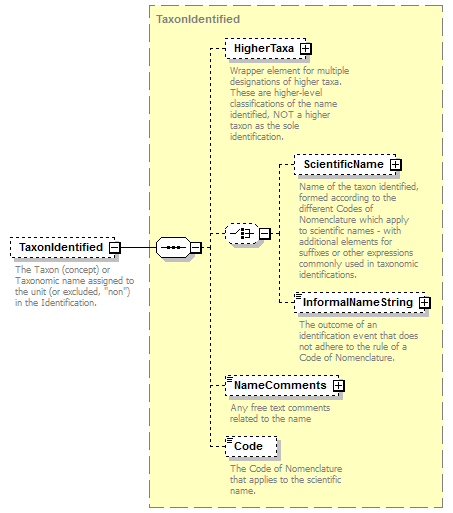 TaxonIdentified
HigherTaxa
Wrapper element for multiple
designations of higher taxa.
These are higher-level
classifications of the name
identified, NOT a higher
taxon as the sole
identification.
ScientificName
Name of the taxon identified,
formed according to the
different Codes of
Nomenclature which apply
to scientific names - with
additional elements for
suffixes or other expressions
commonly used in taxonomic
identifications.
TaxonIdentified
The Taxon (concept) or
Taxonomic name assigned to
the unit (or excluded, "non")
in the Identification.
InformalNameString
The outcome of an
identification event that does
not adhere to the rule of a
Code of Nomenclature.
NameComments
Any free text comments
related to the name
Code
The Code of Nomenclature
that applies to the scientific
name.